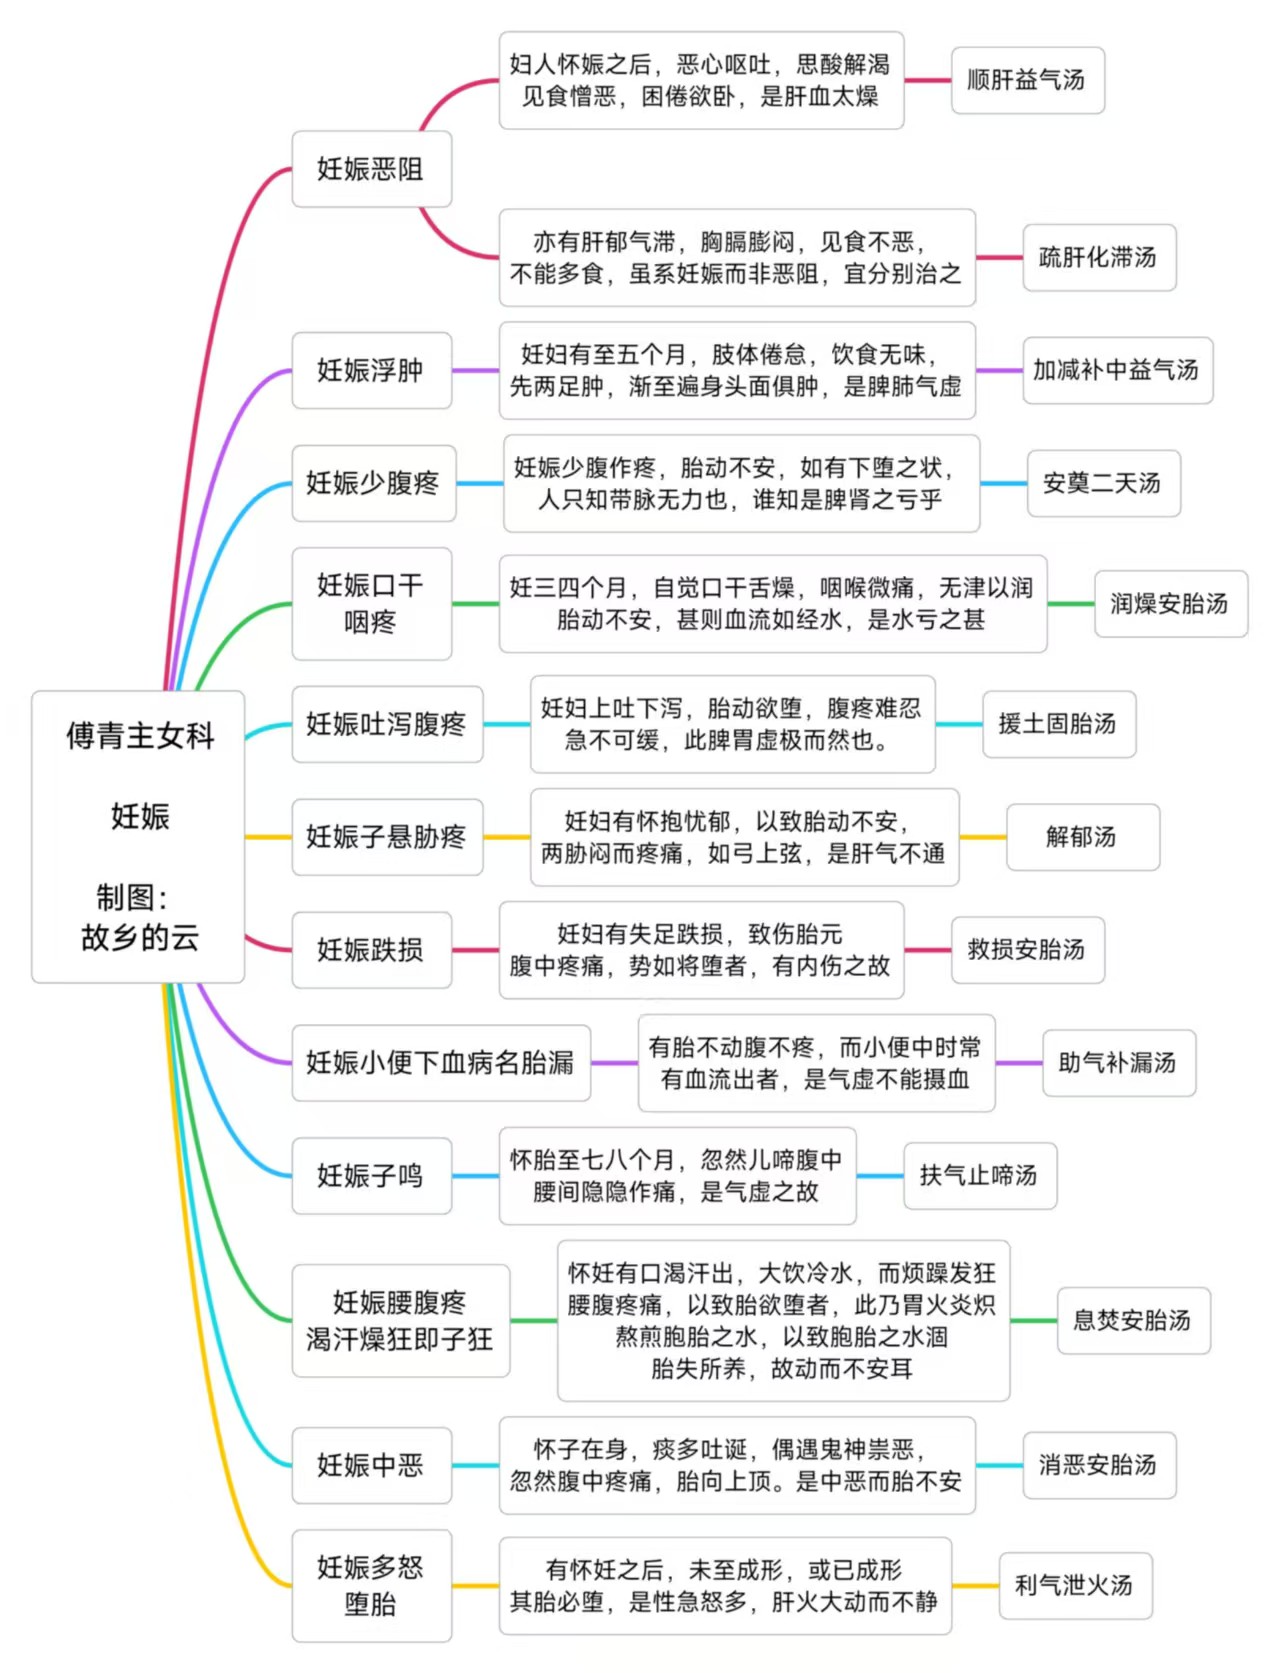 傅青主女科
妊娠
制图：
故乡的云
妊娠恶阻
妇人怀娠之后，恶心呕吐，思酸解渴
见食憎恶，困倦欲卧，是肝血太燥
顺肝益气汤
亦有肝郁气滞，胸膈膨闷，见食不恶，
不能多食，虽系妊娠而非恶阻，宜分别治之
疏肝化滞汤
妊娠浮肿
妊妇有至五个月，肢体倦怠，饮食无味，
先两足肿，渐至遍身头面俱肿，是脾肺气虚
加减补中益气汤
妊娠少腹疼
妊娠少腹作疼，胎动不安，如有下堕之状，
人只知带脉无力也，谁知是脾肾之亏乎
安奠二天汤
妊娠口干
咽疼
妊三四个月，自觉口干舌燥，咽喉微痛，无津以润
胎动不安，甚则血流如经水，是水亏之甚
润燥安胎汤
妊娠吐泻腹疼
妊妇上吐下泻，胎动欲堕，腹疼难忍
急不可缓，此脾胃虚极而然也。
援土固胎汤
妊娠子悬胁疼
妊妇有怀抱忧郁，以致胎动不安，
两胁闷而疼痛，如弓上弦，是肝气不通
解郁汤
妊娠跌损
妊妇有失足跌损，致伤胎元
腹中疼痛，势如将堕者，有内伤之故
救损安胎汤
妊娠小便下血病名胎漏
有胎不动腹不疼，而小便中时常
有血流出者，是气虚不能摄血
助气补漏汤
妊娠子鸣
怀胎至七八个月，忽然儿啼腹中
腰间隐隐作痛，是气虚之故
扶气止啼汤
妊娠腰腹疼
渴汗燥狂即子狂
怀妊有口渴汗出，大饮冷水，而烦躁发狂
腰腹疼痛，以致胎欲堕者，此乃胃火炎炽
熬煎胞胎之水，以致胞胎之水涸
胎失所养，故动而不安耳
息焚安胎汤
妊娠中恶
怀子在身，痰多吐诞，偶遇鬼神祟恶，
忽然腹中疼痛，胎向上顶。是中恶而胎不安
消恶安胎汤
妊娠多怒
堕胎
有怀妊之后，未至成形，或已成形
其胎必堕，是性急怒多，肝火大动而不静
利气泄火汤